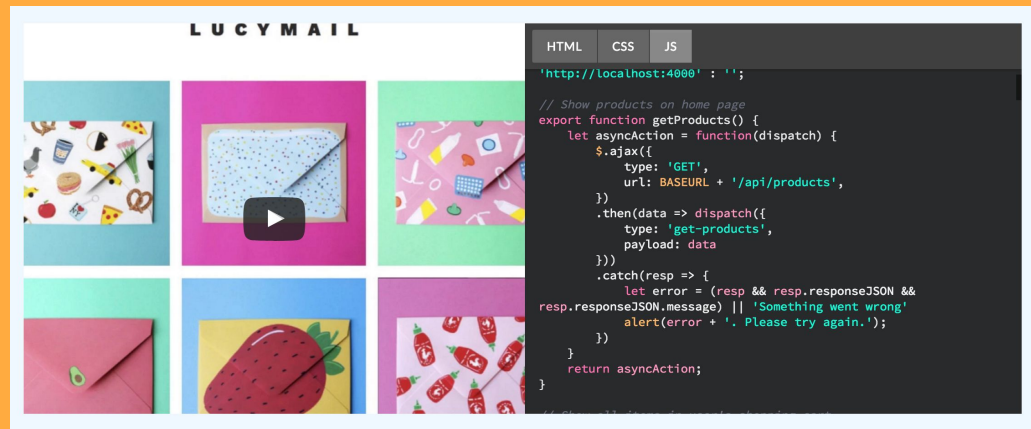 LUCYMAIL
HTML CSS JS
'http://localhost:4000' : '';
// Show products on home page
export function getProducts() {
    let asyncAction = function(dispatch) {
        $.ajax({
            type: 'GET',
            url: BASEURL + '/api/products',
        })
        .then(data => dispatch({
            type: 'get-products',
            payload: data
        }))
        .catch(resp => {
            let error = (resp && resp.responseJSON &&
resp.responseJSON.message) || 'Something went wrong'
            alert(error + '. Please try again.');
        })
    }
    return asyncAction;
}